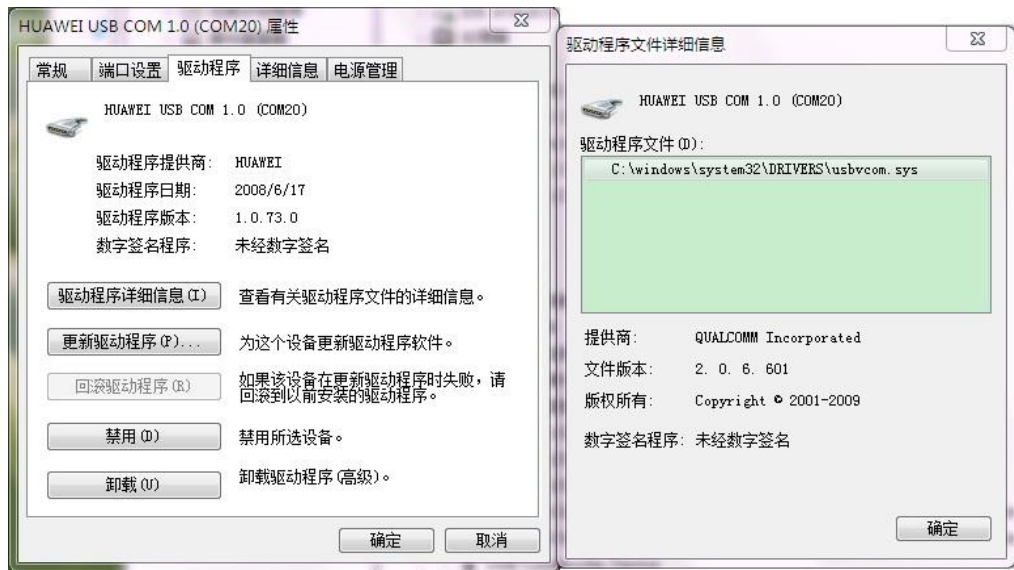 HUAWEI USB COM 1.0 (COM20) 属性
常规 端口设置 驱动程序 详细信息 电源管理
HUAWEI USB COM 1.0 (COM20)
驱动程序提供商: HUAWEI
驱动程序日期: 2008/6/17
驱动程序版本: 1.0.73.0
数字签名程序: 未经数字签名
驱动程序详细信息(I) 查看有关驱动程序文件的详细信息。
更新驱动程序(P)... 为这个设备更新驱动程序软件。
回滚驱动程序(R) 如果该设备在更新驱动程序时失败，请
回滚到以前安装的驱动程序。
禁用(D) 禁用所选设备。
卸载(U) 卸载驱动程序(高级)。
确定 取消
驱动程序文件详细信息
HUAWEI USB COM 1.0 (COM20)
驱动程序文件(D):
C:\windows\system32\DRIVERS\usbvcom.sys
提供商: QUALCOMM Incorporated
文件版本: 2. 0. 6. 601
版权所有: Copyright © 2001-2009
数字签名程序: 未经数字签名
确定